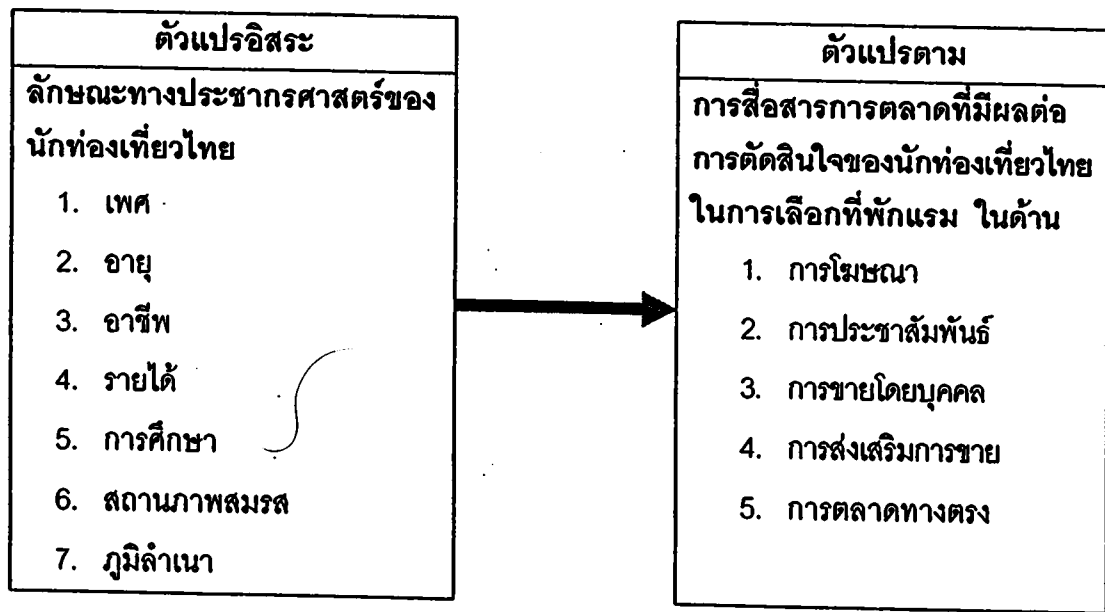 ตัวแปรอิสระ
ลักษณะทางประชากรศาสตร์ของ
นักท่องเที่ยวไทย
1. เพศ
2. อายุ
3. อาชีพ
4. รายได้
5. การศึกษา
6. สถานภาพสมรส
7. ภูมิลำเนา
ตัวแปรตาม
การสื่อสารการตลาดที่มีผลต่อ
การตัดสินใจของนักท่องเที่ยวไทย
ในการเลือกที่พักแรม ในด้าน
1. การโฆษณา
2. การประชาสัมพันธ์
3. การขายโดยบุคคล
4. การส่งเสริมการขาย
5. การตลาดทางตรง